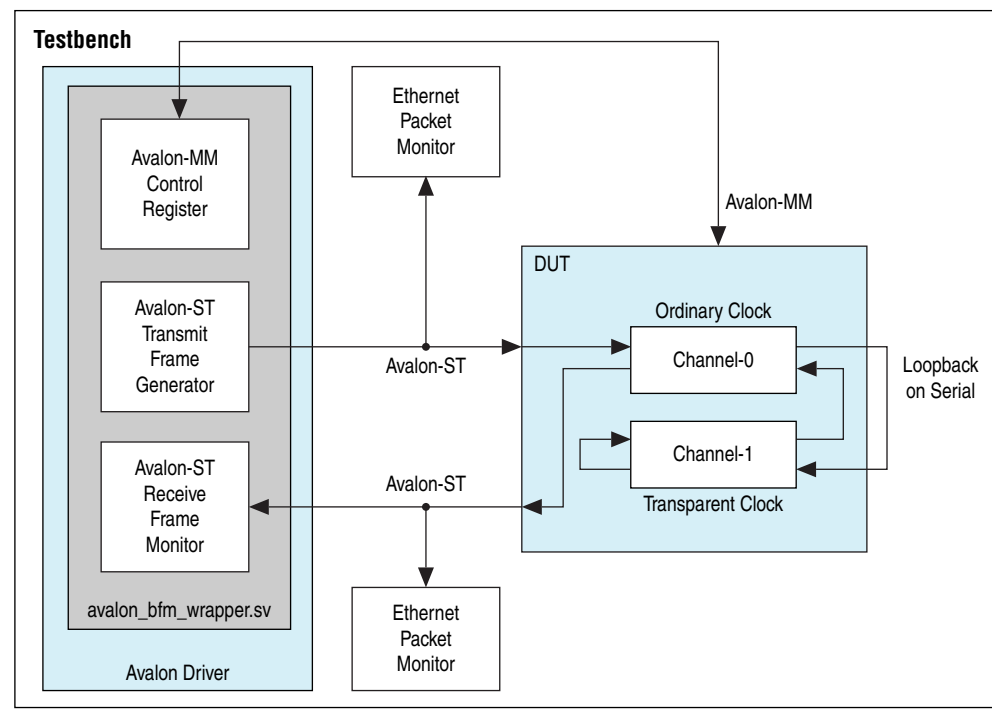 Testbench
Avalon-MM
Control
Register
Avalon-ST
Transmit
Frame
Generator
Avalon-ST
Receive
Frame
Monitor
avalon_bfm_wrapper.sv
Avalon Driver
Ethernet
Packet
Monitor
Avalon-ST
Avalon-ST
Ethernet
Packet
Monitor
Avalon-MM
DUT
Ordinary Clock
Channel-0
Channel-1
Transparent Clock
Loopback
on Serial